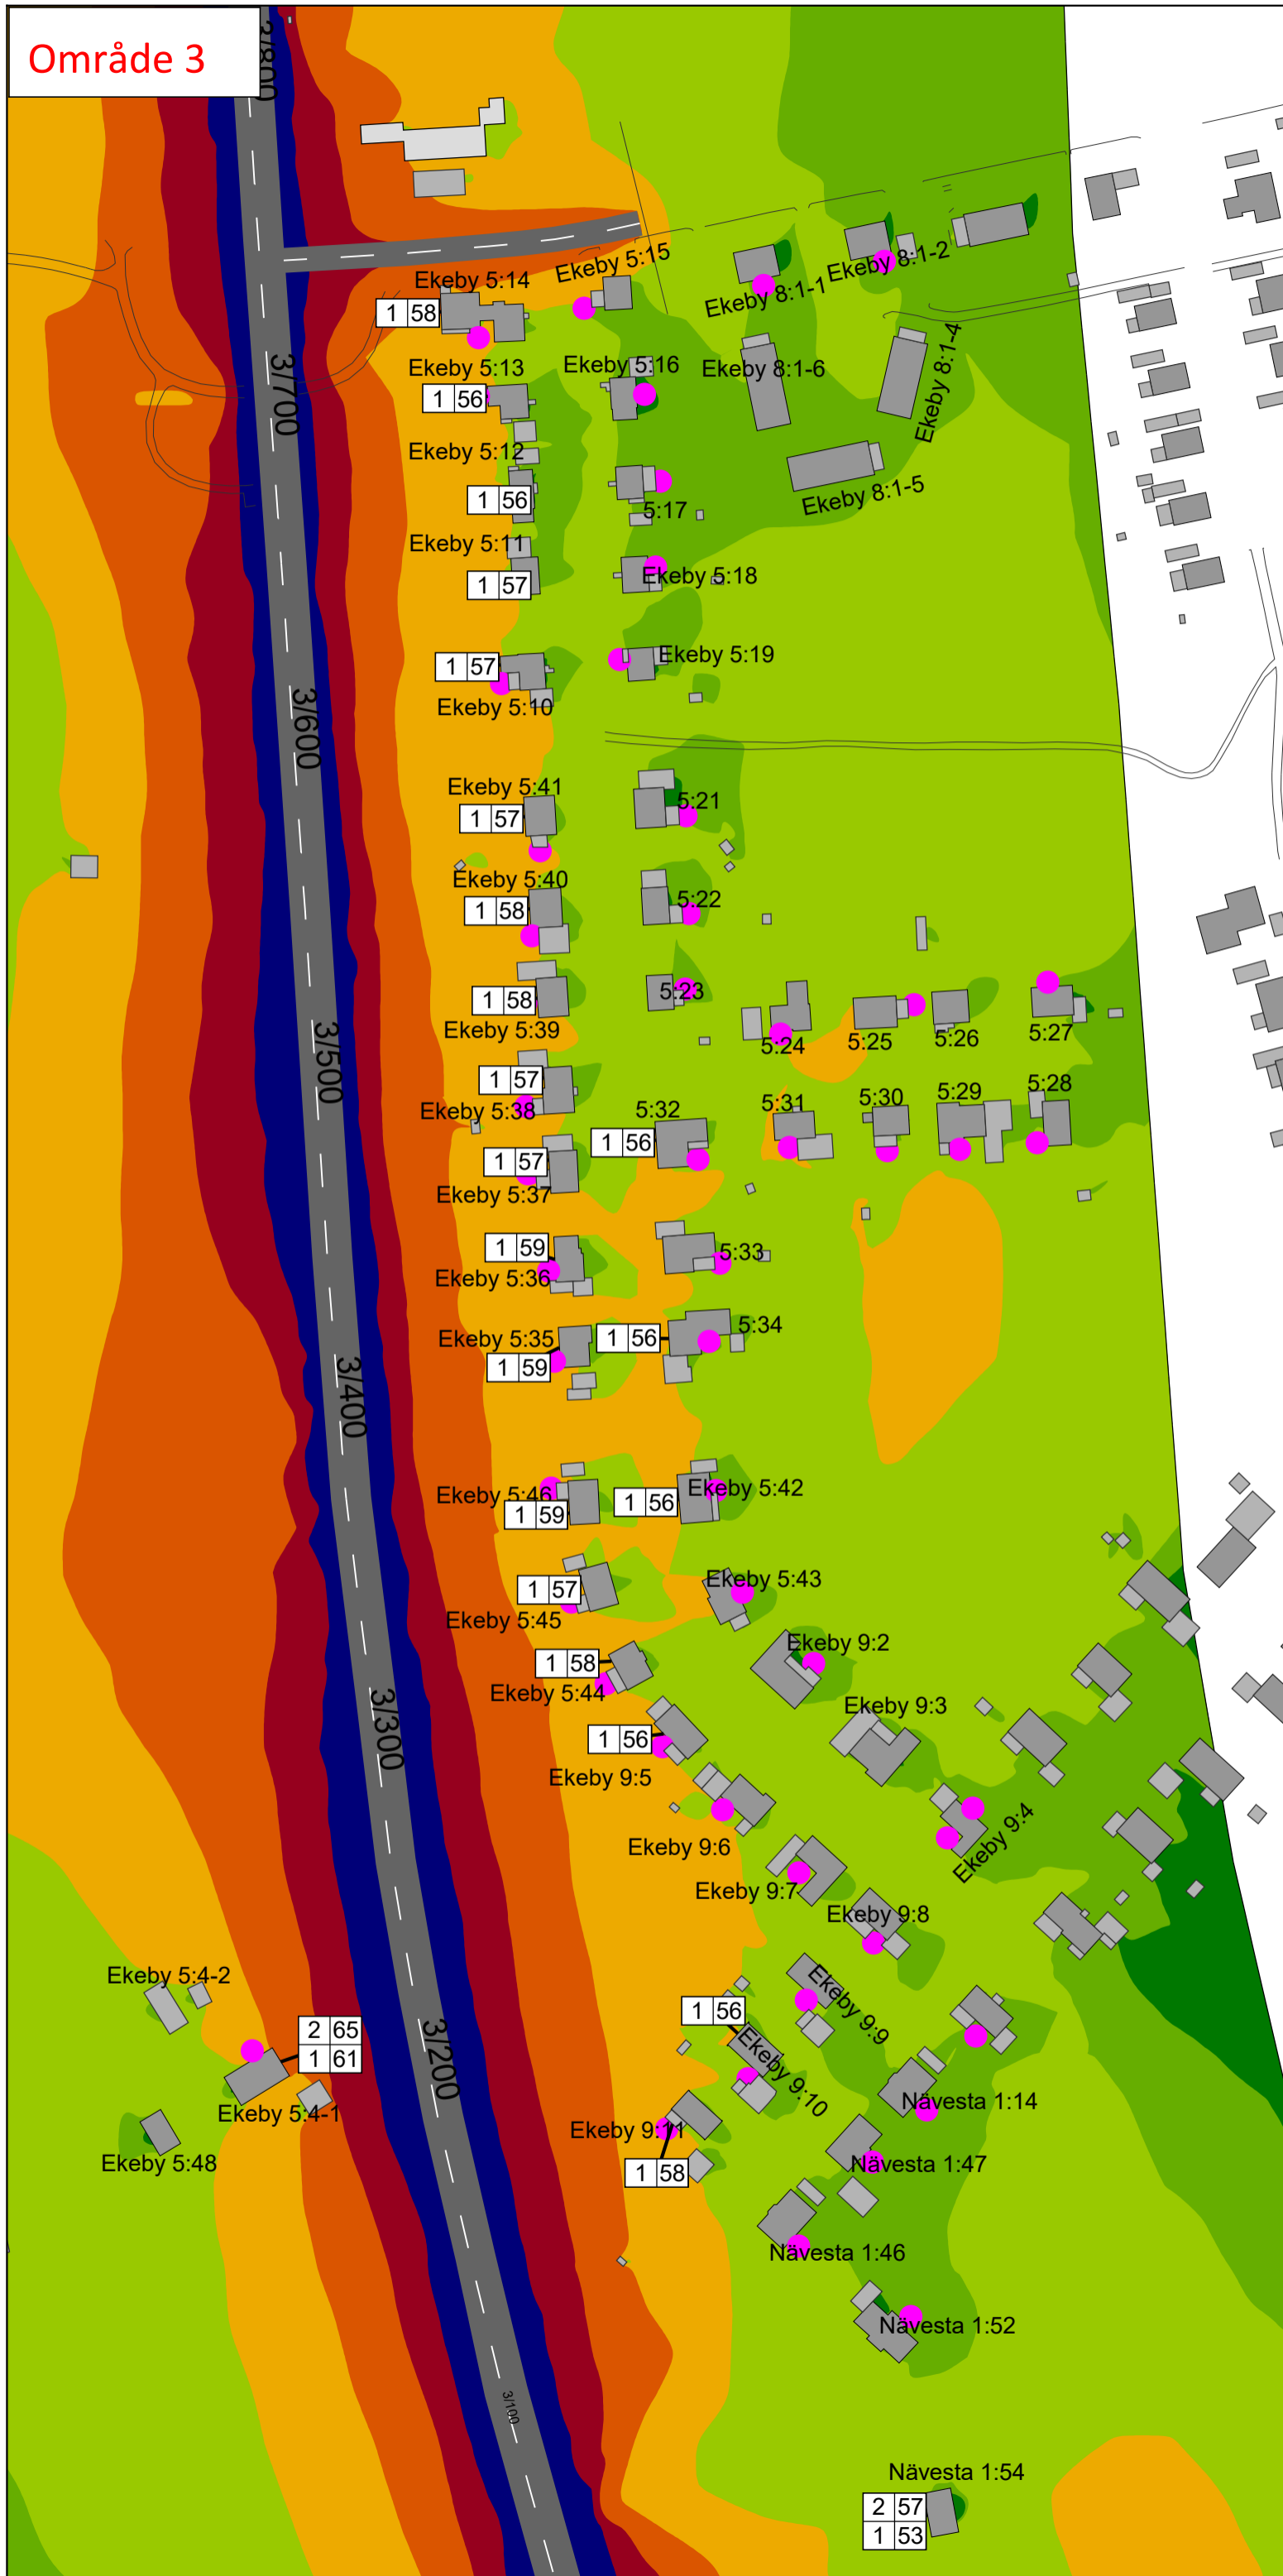 Område 3
3/800
Ekeby 5:15
Ekeby 8:1-2
Ekeby 5:14
Ekeby 8:1-1
1 58
Ekeby 5:13
Ekeby 5:16
Ekeby 8:1-6
Ekeby 8:1-4
3/700
1 56
Ekeby 5:12
Ekeby 8:1-5
1 56
5:17
Ekeby 5:11
1 57
Ekeby 5:18
Ekeby 5:19
1 57
Ekeby 5:10
3/600
Ekeby 5:41
5:21
1 57
Ekeby 5:40
5:22
1 58
5:23
1 58
Ekeby 5:39
5:24
5:25
5:26
5:27
3/500
1 57
Ekeby 5:38
5:32
5:31
5:30
5:29
5:28
1 56
1 57
Ekeby 5:37
1 59
5:33
Ekeby 5:36
Ekeby 5:35
1 56
5:34
1 59
3/400
Ekeby 5:46
Ekeby 5:42
1 59
1 56
1 57
Ekeby 5:43
Ekeby 5:45
Ekeby 9:2
1 58
Ekeby 5:44
Ekeby 9:3
3/300
1 56
Ekeby 9:5
Ekeby 9:6
Ekeby 9:4
Ekeby 9:7
Ekeby 9:8
Ekeby 5:4-2
Ekeby 9:9
1 56
2 65
1 61
3/200
Ekeby 9:10
Ekeby 5:4-1
Nävesta 1:14
Ekeby 9:11
Ekeby 5:48
Nävesta 1:47
1 58
Nävesta 1:46
Nävesta 1:52
3/100
Nävesta 1:54
2 57
1 53